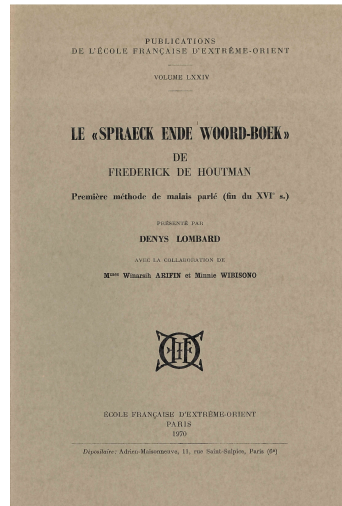 PUBLICATIONS
DE L'ÉCOLE FRANÇAISE D'EXTRÊME-ORIENT
VOLUME LXXIV
LE «SPRAECK ENDE WOORD-BOEK»
DE
FREDERICK DE HOUTMAN
Première méthode de malais parlé (fin du XVIe s.)
PRÉSENTÉ PAR
DENYS LOMBARD
AVEC LA COLLABORATION DE
Mmes Winarsih ARIFIN et Minnie WIBISONO
ÉCOLE FRANÇAISE D'EXTRÊME-ORIENT
PARIS
1970
Dépositaire: Adrien-Maisonneuve, 11, rue Saint-Sulpice, Paris (6e)